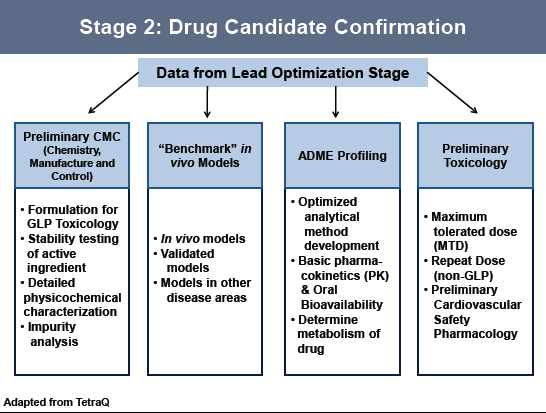 Stage 2: Drug Candidate Confirmation
Data from Lead Optimization Stage
Preliminary CMC
(Chemistry,
Manufacture and
Control)
• Formulation for
GLP Toxicology
• Stability testing
of active
ingredient
• Detailed
physicochemical
characterization
• Impurity
analysis
“Benchmark” in
vivo Models
• In vivo models
• Validated
models
• Models in other
disease areas
ADME Profiling
• Optimized
analytical
method
development
• Basic pharma-
cokinetics (PK)
& Oral
Bioavailability
• Determine
metabolism of
drug
Preliminary
Toxicology
• Maximum
tolerated dose
(MTD)
• Repeat Dose
(non-GLP)
• Preliminary
Cardiovascular
Safety
Pharmacology
Adapted from TetraQ